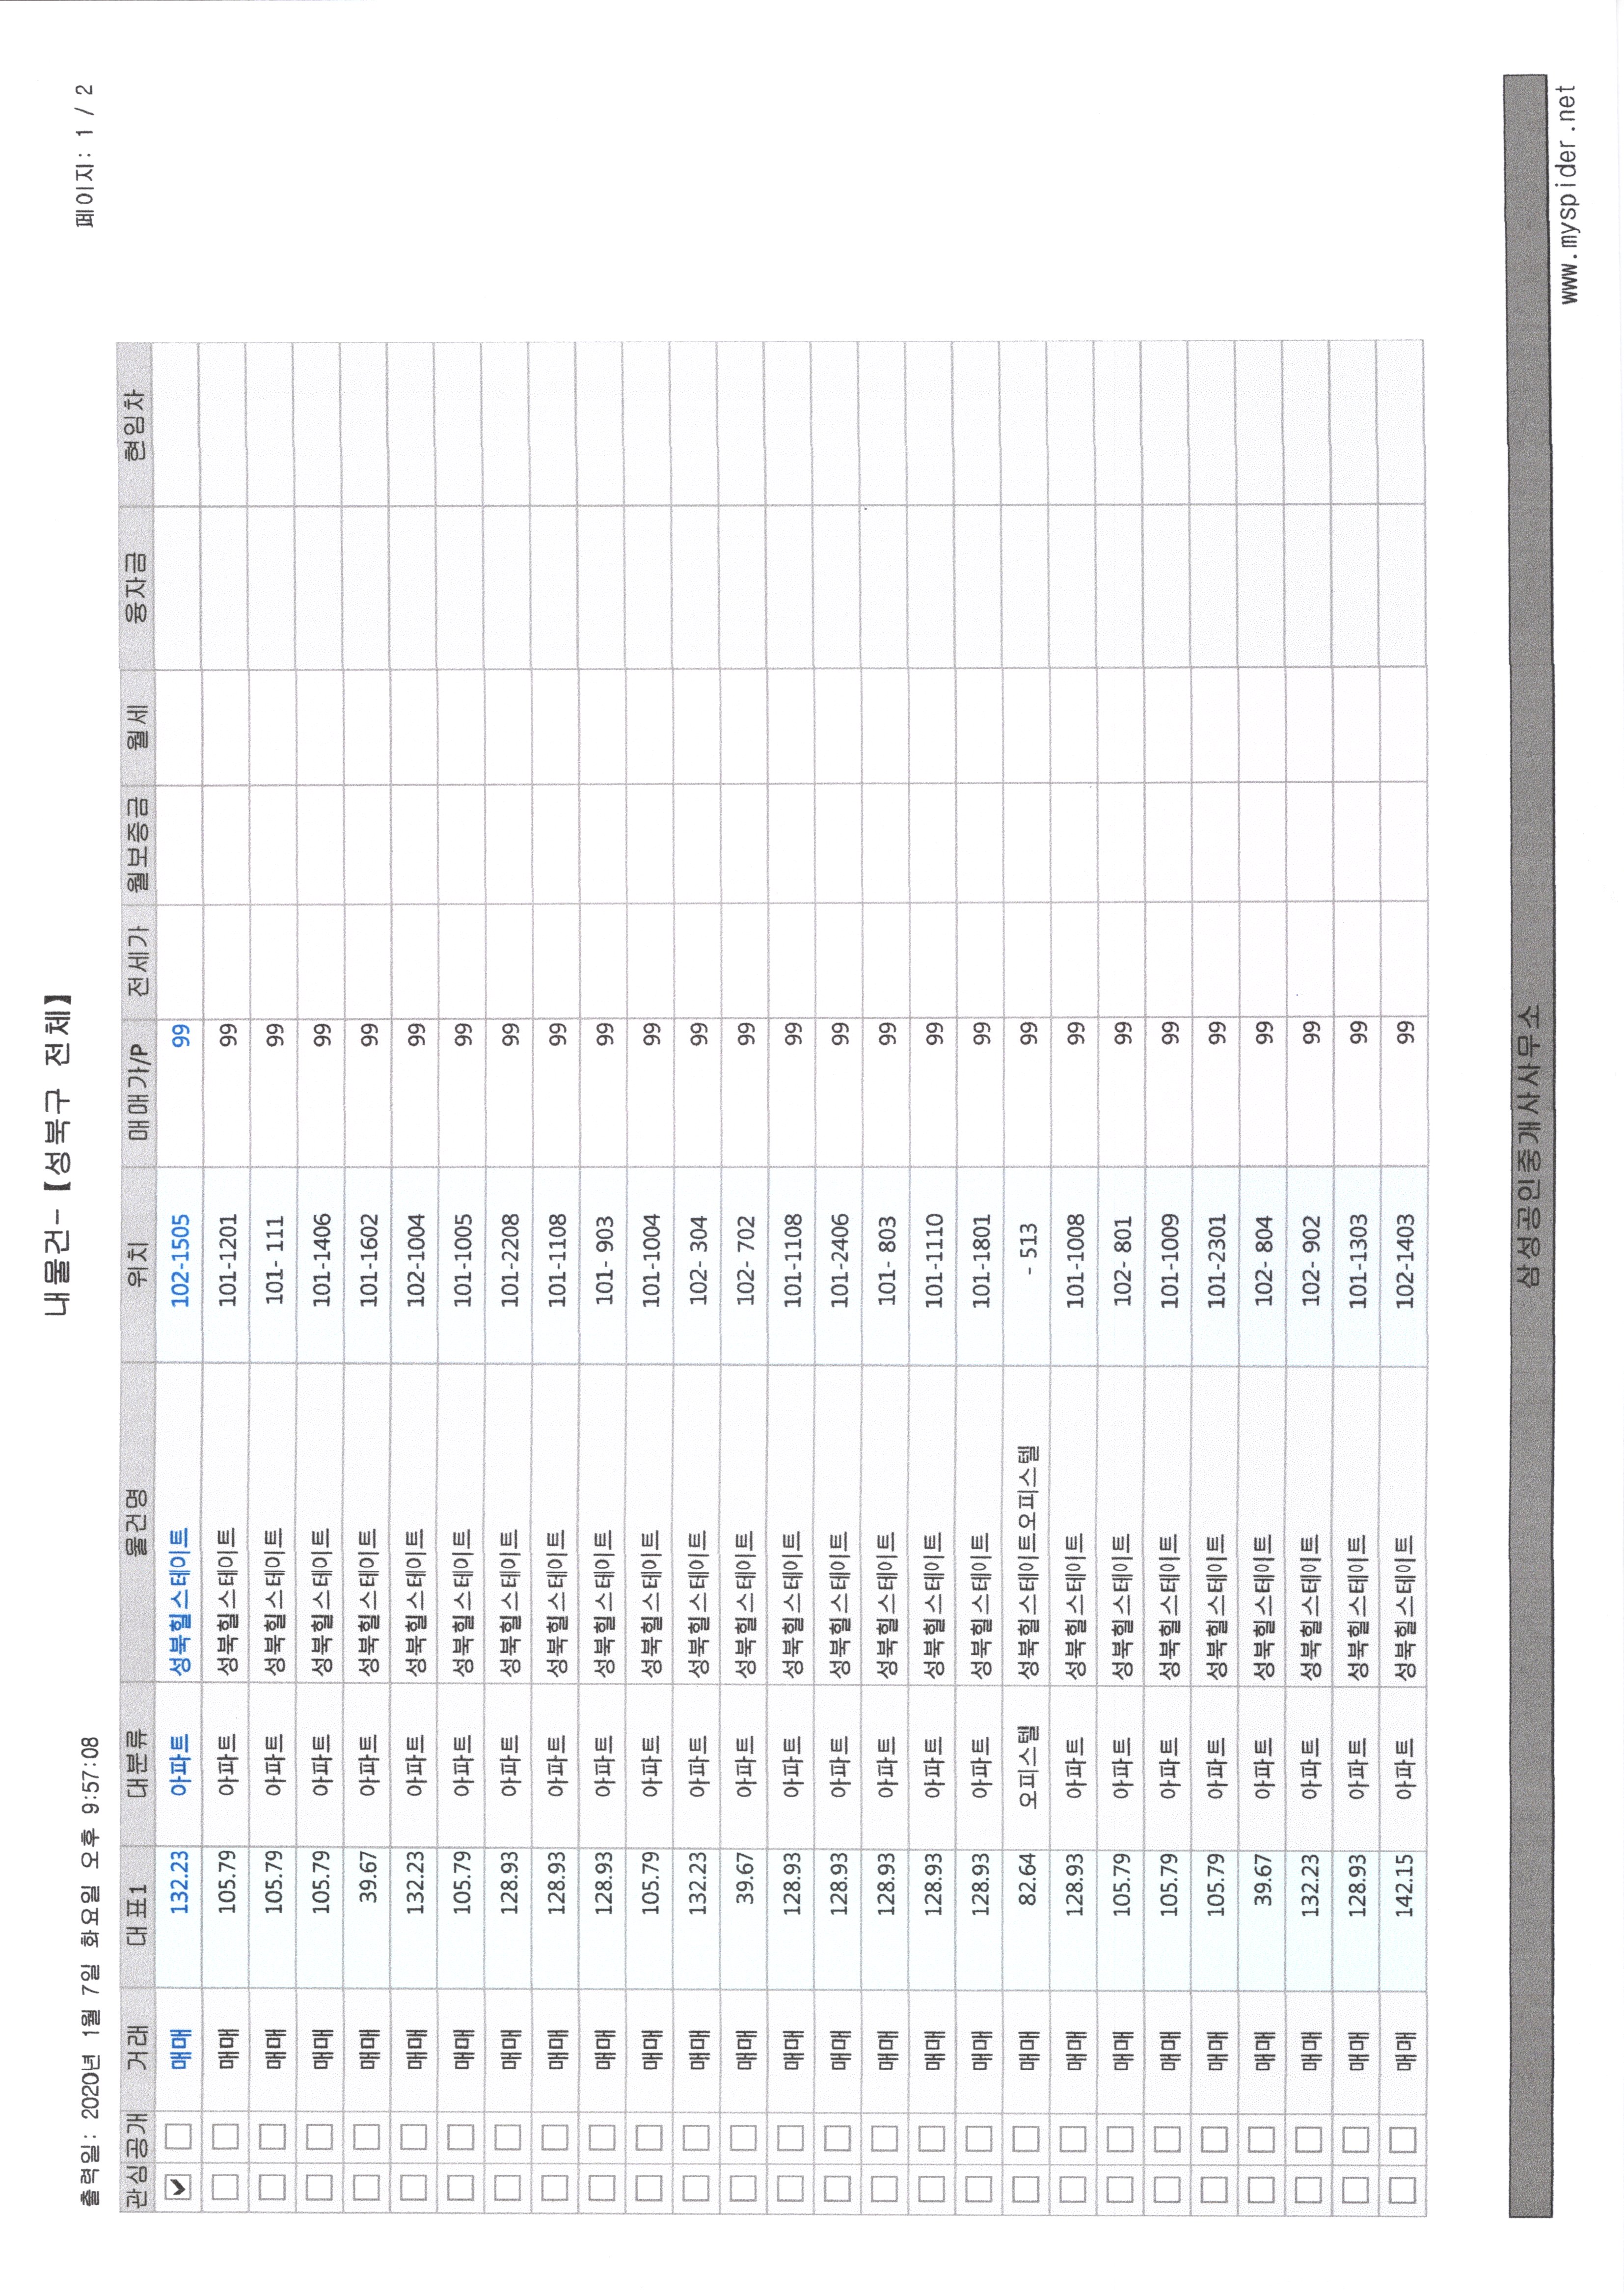 내물건-【성북구 전체】
출력일: 2020년 1월 7일 화요일 오후 9:57:08
페이지: 1 / 2
관심 공개 거래 대표1 대분류 물건명 위치 매매가/P 전세가 월보증금 월세 융자금 현임차
매매 132.23 아파트 성북힐스테이트 102-1505 99
매매 105.79 아파트 성북힐스테이트 101-1201 99
매매 105.79 아파트 성북힐스테이트 101- 111 99
매매 105.79 아파트 성북힐스테이트 101-1406 99
매매 39.67 아파트 성북힐스테이트 101-1602 99
매매 132.23 아파트 성북힐스테이트 102-1004 99
매매 105.79 아파트 성북힐스테이트 101-1005 99
매매 128.93 아파트 성북힐스테이트 101-2208 99
매매 128.93 아파트 성북힐스테이트 101-1108 99
매매 128.93 아파트 성북힐스테이트 101- 903 99
매매 105.79 아파트 성북힐스테이트 101-1004 99
매매 132.23 아파트 성북힐스테이트 102- 304 99
매매 39.67 아파트 성북힐스테이트 102- 702 99
매매 128.93 아파트 성북힐스테이트 101-1108 99
매매 128.93 아파트 성북힐스테이트 101-2406 99
매매 128.93 아파트 성북힐스테이트 101- 803 99
매매 128.93 아파트 성북힐스테이트 101-1110 99
매매 128.93 아파트 성북힐스테이트 101-1801 99
매매 82.64 오피스텔 성북힐스테이트오피스텔 - 513 99
매매 128.93 아파트 성북힐스테이트 101-1008 99
매매 105.79 아파트 성북힐스테이트 102- 801 99
매매 105.79 아파트 성북힐스테이트 101-1009 99
매매 105.79 아파트 성북힐스테이트 101-2301 99
매매 39.67 아파트 성북힐스테이트 102- 804 99
매매 132.23 아파트 성북힐스테이트 102- 902 99
매매 128.93 아파트 성북힐스테이트 101-1303 99
매매 142.15 아파트 성북힐스테이트 102-1403 99
삼성공인중개사사무소
www.myspider.net